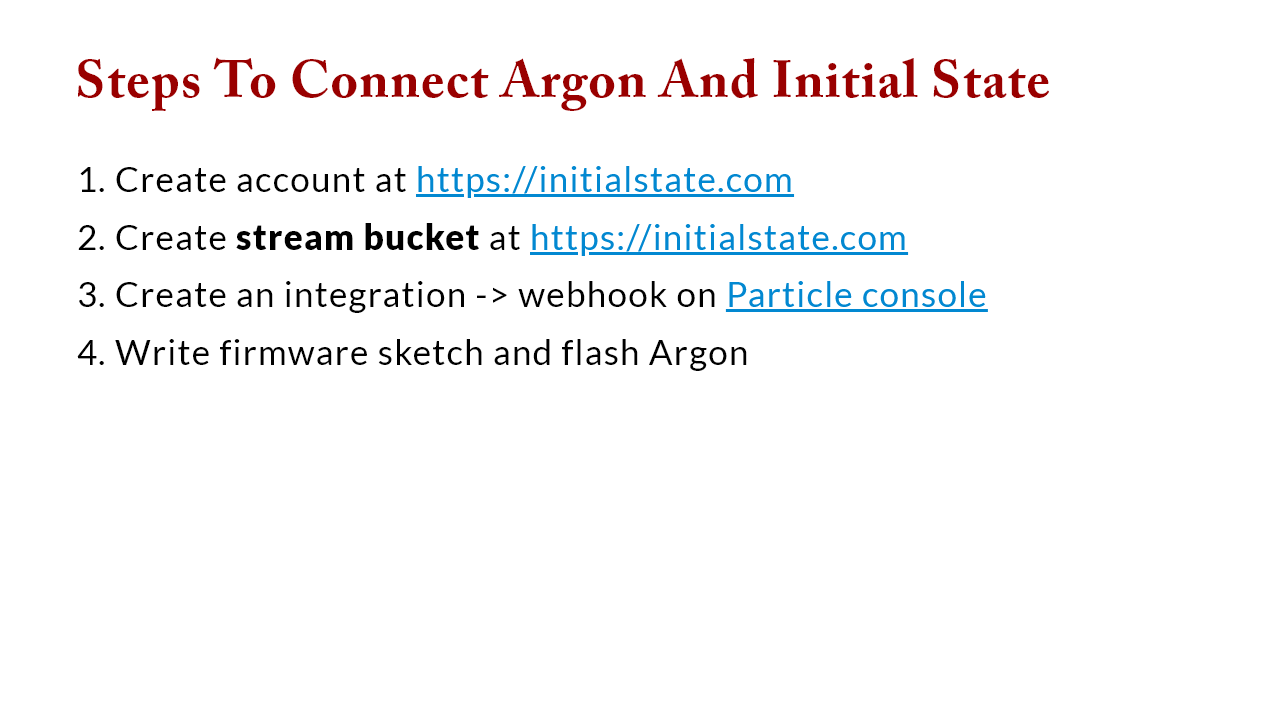 Steps To Connect Argon And Initial State
1. Create account at https://initialstate.com
2. Create stream bucket at https://initialstate.com
3. Create an integration -> webhook on Particle console
4. Write firmware sketch and flash Argon